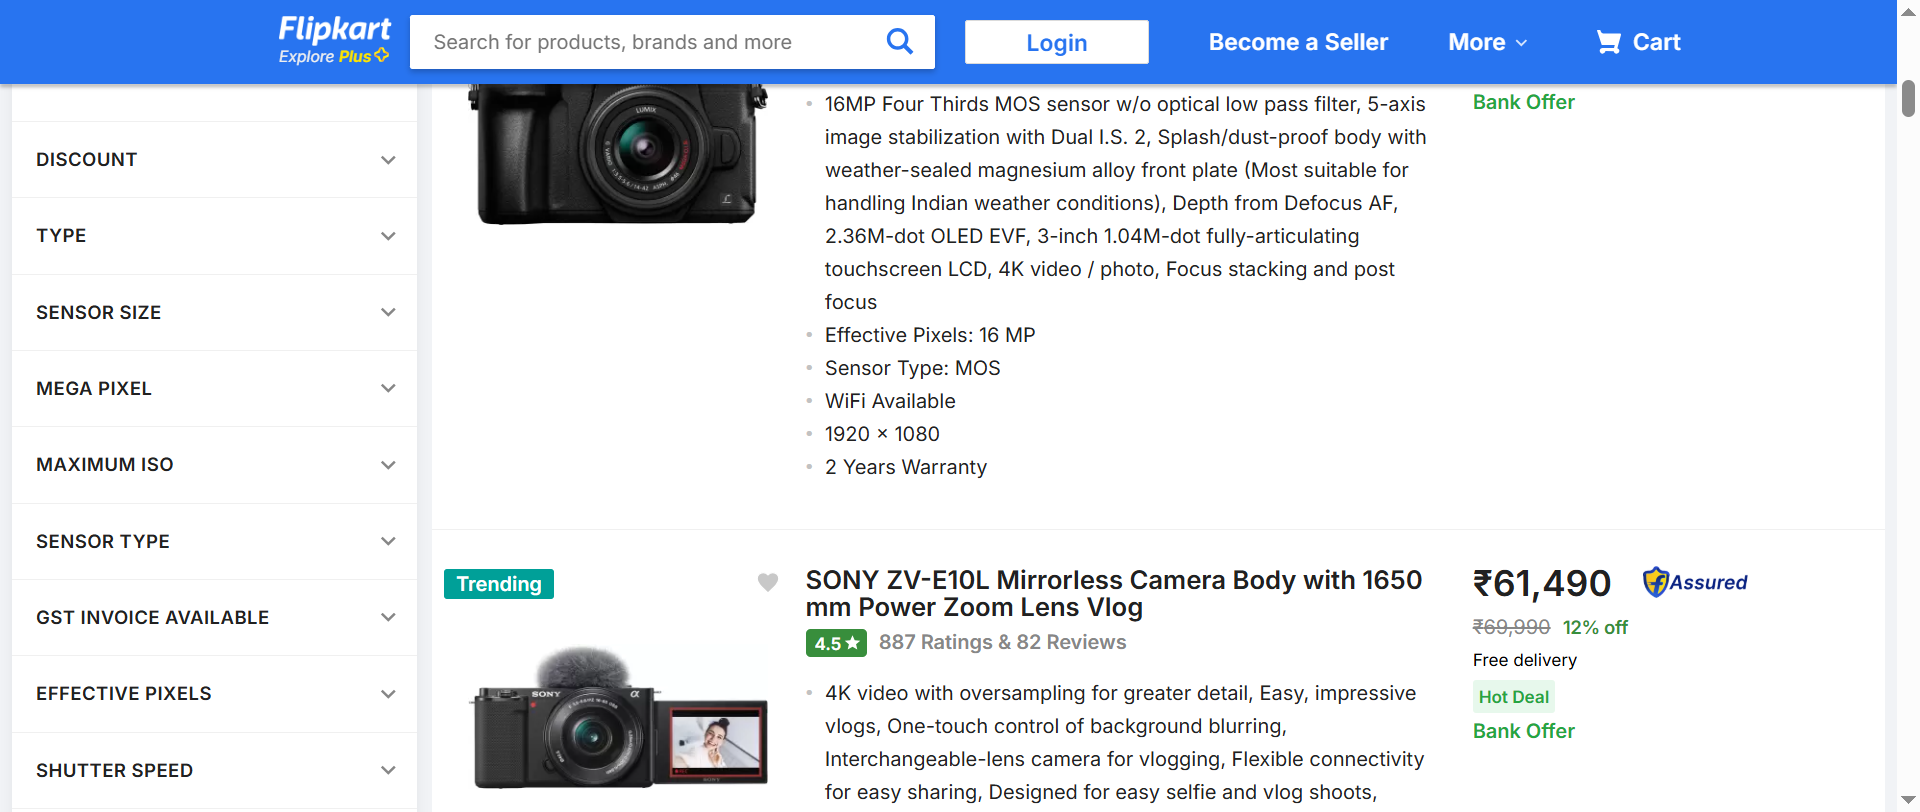 Flipkart
Explore Plus
Search for products, brands and more
Login
Become a Seller
More
Cart
DISCOUNT
TYPE
SENSOR SIZE
MEGA PIXEL
MAXIMUM ISO
SENSOR TYPE
GST INVOICE AVAILABLE
EFFECTIVE PIXELS
SHUTTER SPEED
LUMIX
16MP Four Thirds MOS sensor w/o optical low pass filter, 5-axis
image stabilization with Dual I.S. 2, Splash/dust-proof body with
weather-sealed magnesium alloy front plate (Most suitable for
handling Indian weather conditions), Depth from Defocus AF,
2.36M-dot OLED EVF, 3-inch 1.04M-dot fully-articulating
touchscreen LCD, 4K video / photo, Focus stacking and post
focus
Effective Pixels: 16 MP
Sensor Type: MOS
WiFi Available
1920 × 1080
2 Years Warranty
Bank Offer
Trending
SONY
α
SONY
SONY ZV-E10L Mirrorless Camera Body with 1650
mm Power Zoom Lens Vlog
4.5★ 887 Ratings & 82 Reviews
4K video with oversampling for greater detail, Easy, impressive
vlogs, One-touch control of background blurring,
Interchangeable-lens camera for vlogging, Flexible connectivity
for easy sharing, Designed for easy selfie and vlog shoots,
₹61,490
Assured
₹69,990 12% off
Free delivery
Hot Deal
Bank Offer